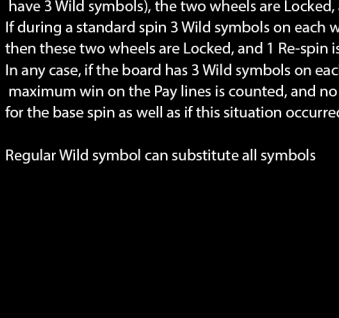 have 3 Wild symbols), the two wheels are Locked,
If during a standard spin 3 Wild symbols on each
then these two wheels are Locked, and 1 Re-spin is
In any case, if the board has 3 Wild symbols on
maximum win on the Pay lines is counted, and no
for the base spin as well as if this situation
Regular Wild symbol can substitute all symbols